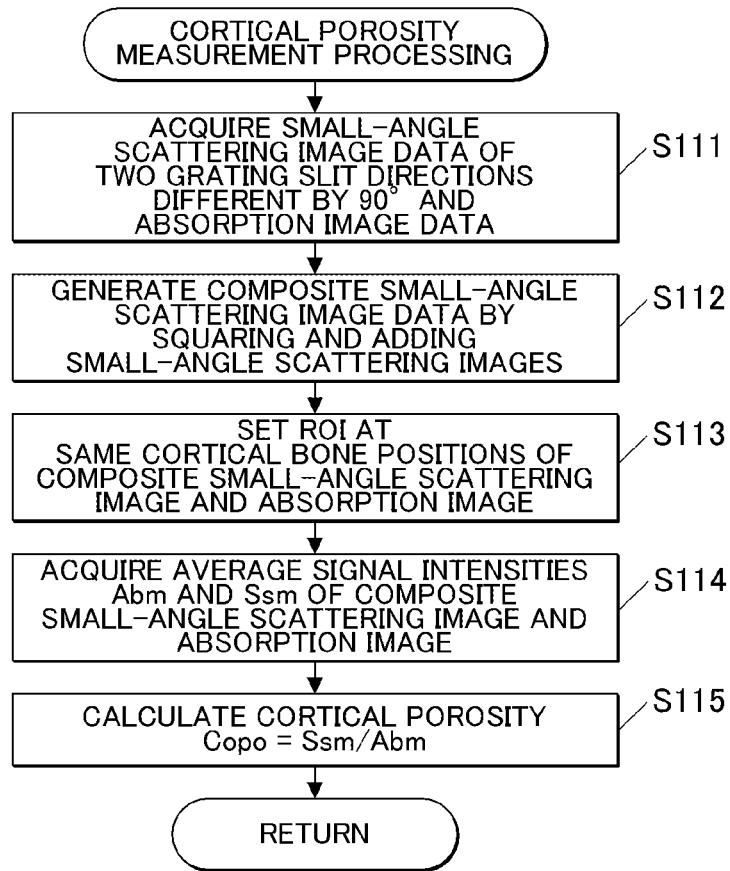 CORTICAL POROSITY
MEASUREMENT PROCESSING
ACQUIRE SMALL-ANGLE
SCATTERING IMAGE DATA OF
TWO GRATING SLIT DIRECTIONS
DIFFERENT BY 90° AND
ABSORPTION IMAGE DATA
S111
GENERATE COMPOSITE SMALL-ANGLE
SCATTERING IMAGE DATA BY
SQUARING AND ADDING
SMALL-ANGLE SCATTERING IMAGES
S112
SET ROI AT
SAME CORTICAL BONE POSITIONS OF
COMPOSITE SMALL-ANGLE SCATTERING
IMAGE AND ABSORPTION IMAGE
S113
ACQUIRE AVERAGE SIGNAL INTENSITIES
Abm AND Ssm OF COMPOSITE
SMALL-ANGLE SCATTERING IMAGE AND
ABSORPTION IMAGE
S114
CALCULATE CORTICAL POROSITY
Copo = Ssm/Abm
S115
RETURN